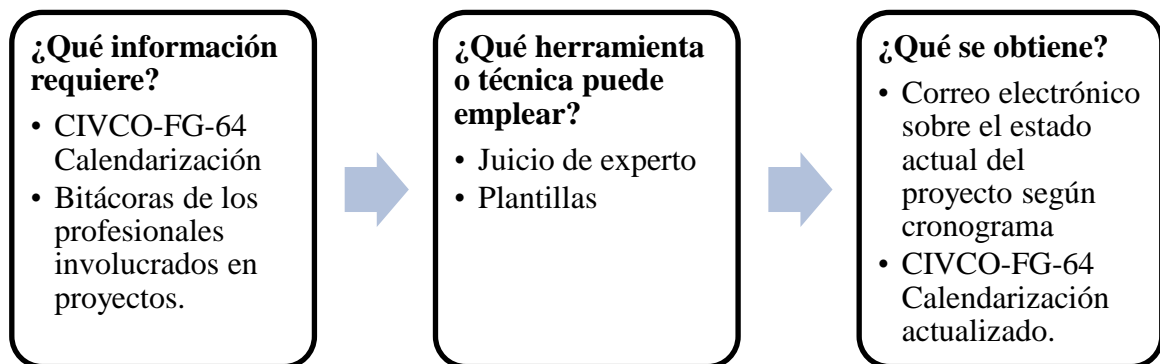 ¿Qué información
requiere?
• CIVCO-FG-64
Calendarización
• Bitácoras de los
profesionales
involucrados en
proyectos.
¿Qué herramienta
o técnica puede
emplear?
• Juicio de experto
• Plantillas
¿Qué se obtiene?
• Correo electrónico
sobre el estado
actual del
proyecto según
cronograma
• CIVCO-FG-64
Calendarización
actualizado.